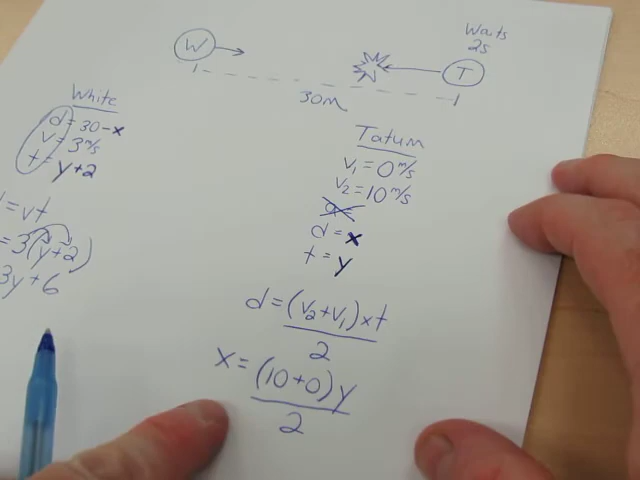 W
T
Waits
2s
30m
White
d = 30-x
v = 3 m/s
t = y+2
= vt
= 3(y+2)
3y+6
Tatum
v₁ = 0 m/s
v₂ = 10 m/s
d = x
t = y
d = (v₂+v₁)xt
2
x = (10+0)y
2